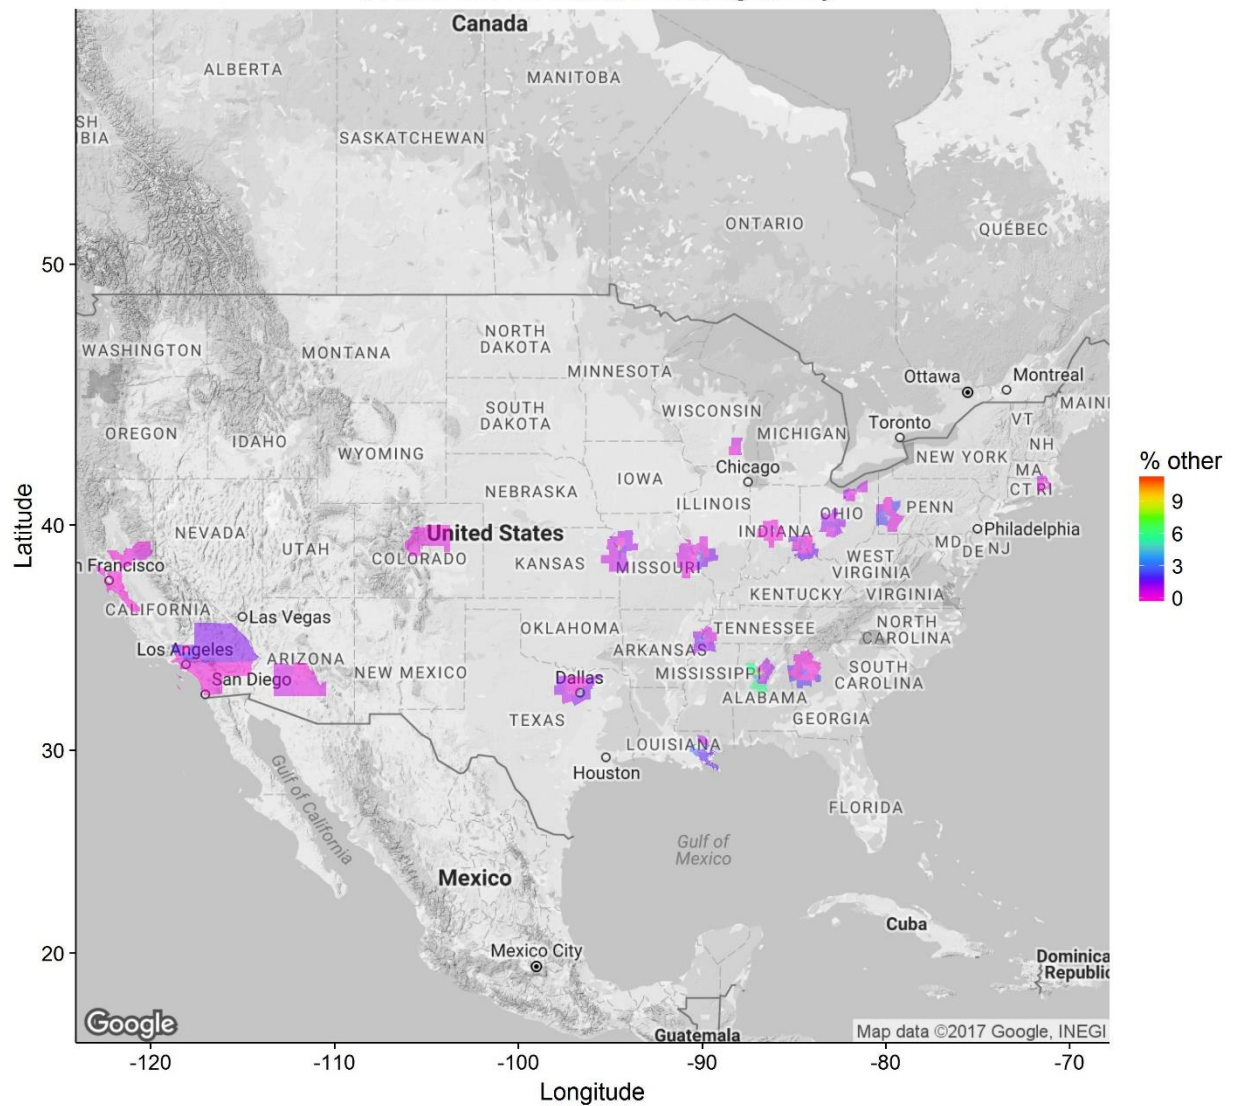 Canada
ALBERTA
MANITOBA
SH
BIA
SASKATCHEWAN
ONTARIO
QUÉBEC
50
WASHINGTON
MONTANA
NORTH
DAKOTA
MINNESOTA
Ottawa
Montreal
OREGON
IDAHO
SOUTH
DAKOTA
WISCONSIN
MICHIGAN
Toronto
VT
MAIN
NH
WYOMING
NEW YORK
MA
CT RI
Chicago
IOWA
NEBRASKA
ILLINOIS
OHIO
PENN
40
NEVADA
UTAH
United States
COLORADO
KANSAS
MISSOURI
INDIANA
Philadelphia
MD
DE
NJ
WEST
VIRGINIA
n Francisco
CALIFORNIA
Las Vegas
KENTUCKY
VIRGINIA
OKLAHOMA
TENNESSEE
NORTH
CAROLINA
Los Angeles
ARIZONA
NEW MEXICO
ARKANSAS
San Diego
Dallas
MISSISSIPPI
SOUTH
CAROLINA
ALABAMA
TEXAS
GEORGIA
30
LOUISIANA
Houston
Gulf of California
FLORIDA
Gulf of
Mexico
Mexico
Cuba
20
Mexico City
Dominica
Republic
Google
Guatemala
Map data ©2017 Google, INEGI
-120
-110
-100
-90
-80
-70
Longitude
Latitude
% other
9
6
3
0